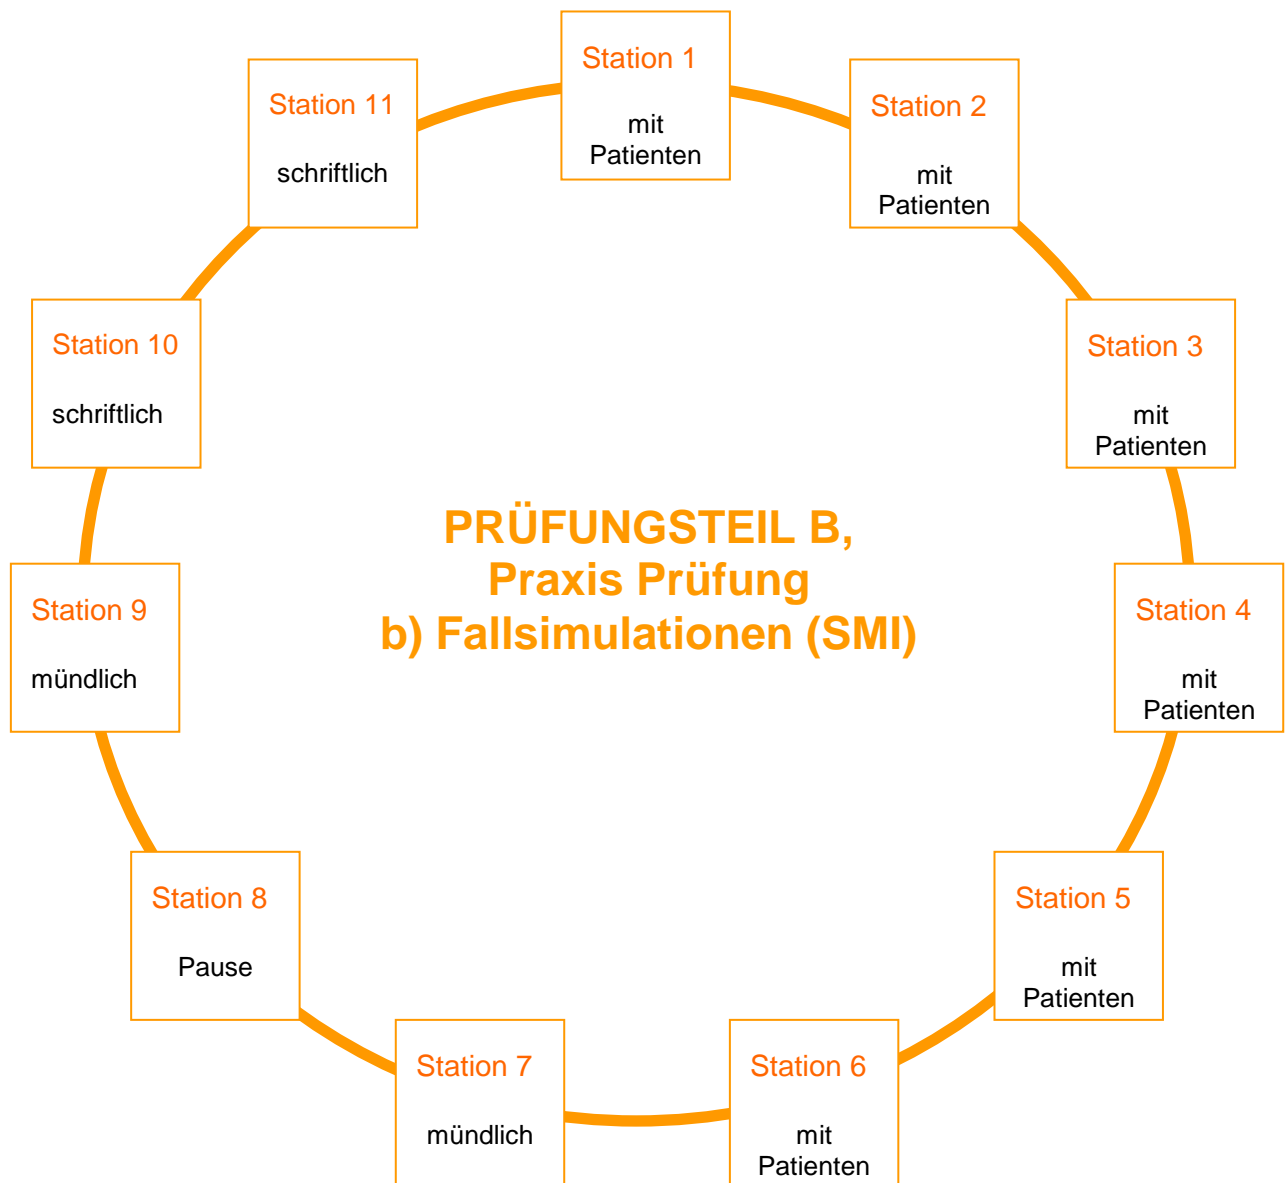 Station 1
mit
Patienten
Station 2
mit
Patienten
Station 3
mit
Patienten
Station 4
mit
Patienten
Station 5
mit
Patienten
Station 6
mit
Patienten
Station 7
mündlich
Station 8
Pause
Station 9
mündlich
Station 10
schriftlich
Station 11
schriftlich
PRÜFUNGSTEIL B,
Praxis Prüfung
b) Fallsimulationen (SMI)